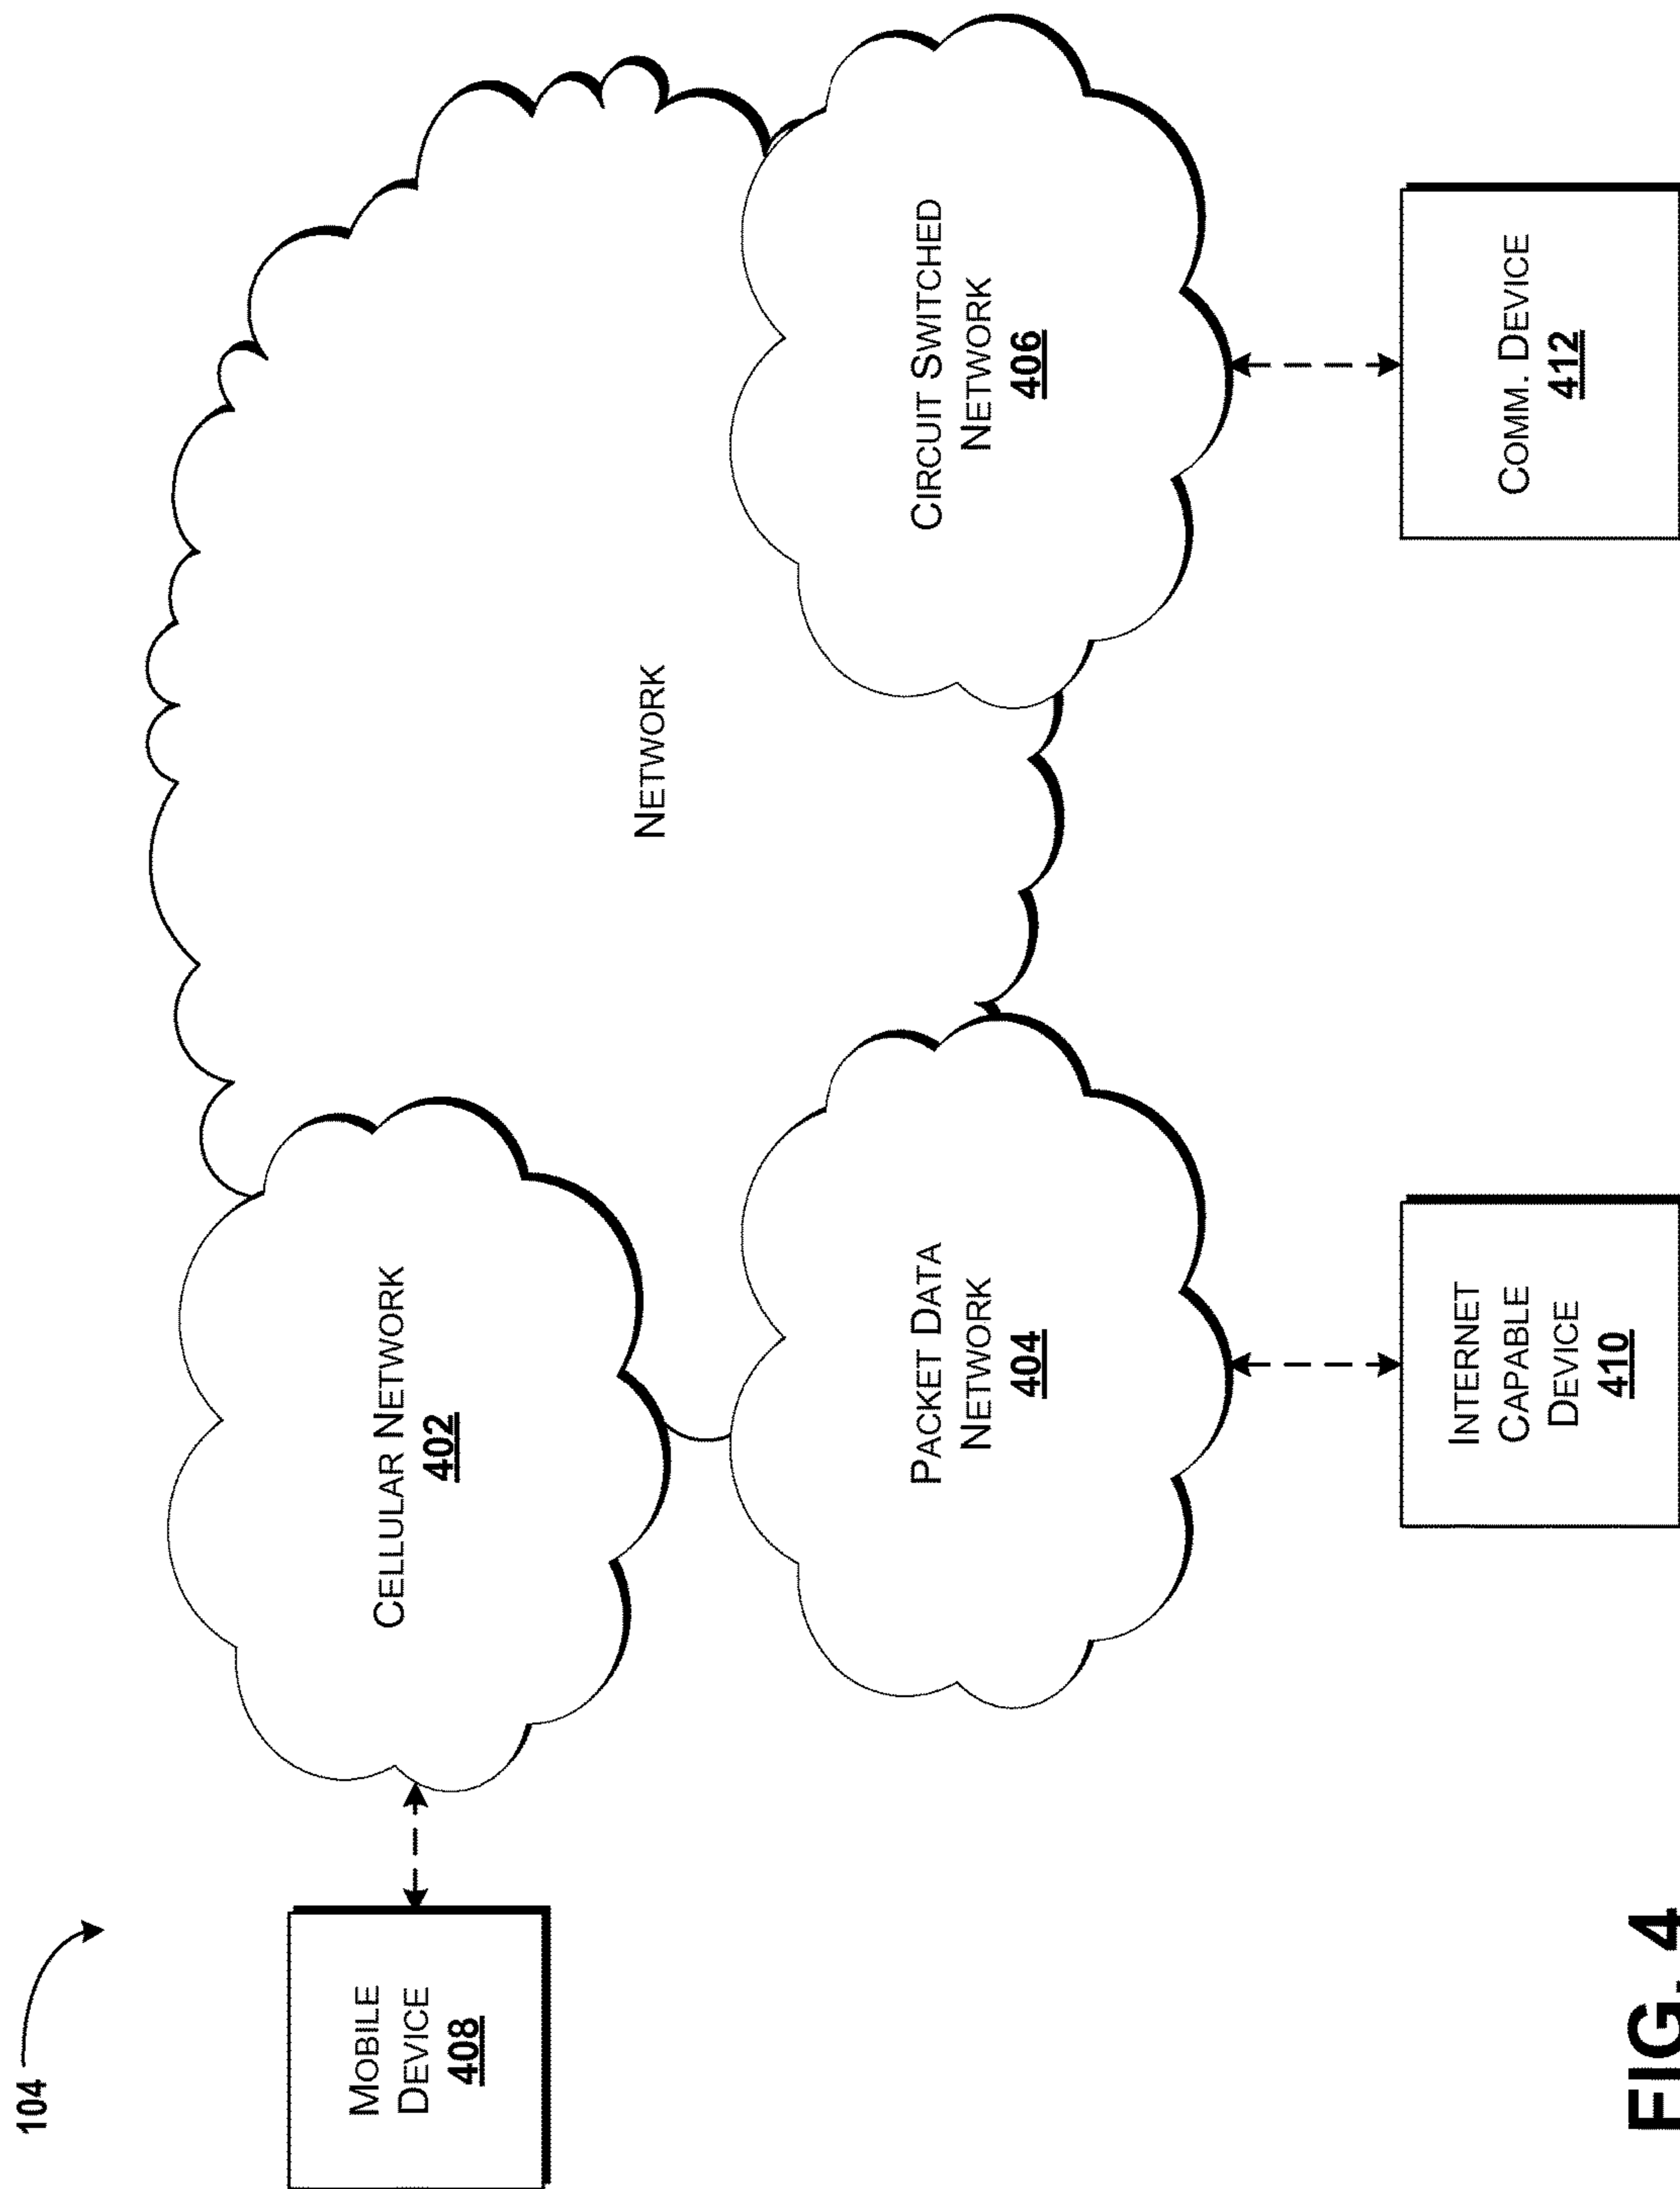 104
MOBILE
DEVICE
408
CELLULAR NETWORK
402
NETWORK
PACKET DATA
NETWORK
404
CIRCUIT SWITCHED
NETWORK
406
INTERNET
CAPABLE
DEVICE
410
COMM. DEVICE
412
FIG. 4